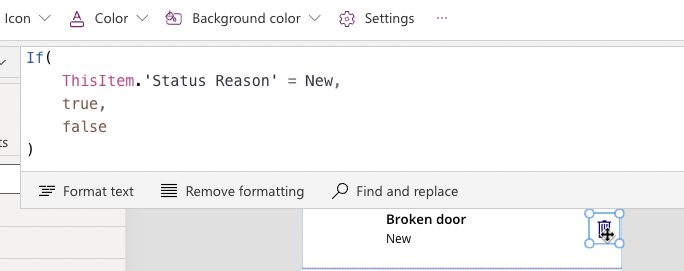 Icon Color Background color Settings ...
If(
ThisItem.'Status Reason' = New,
true,
false
)
ts
Format text Remove formatting Find and replace
Broken door
New